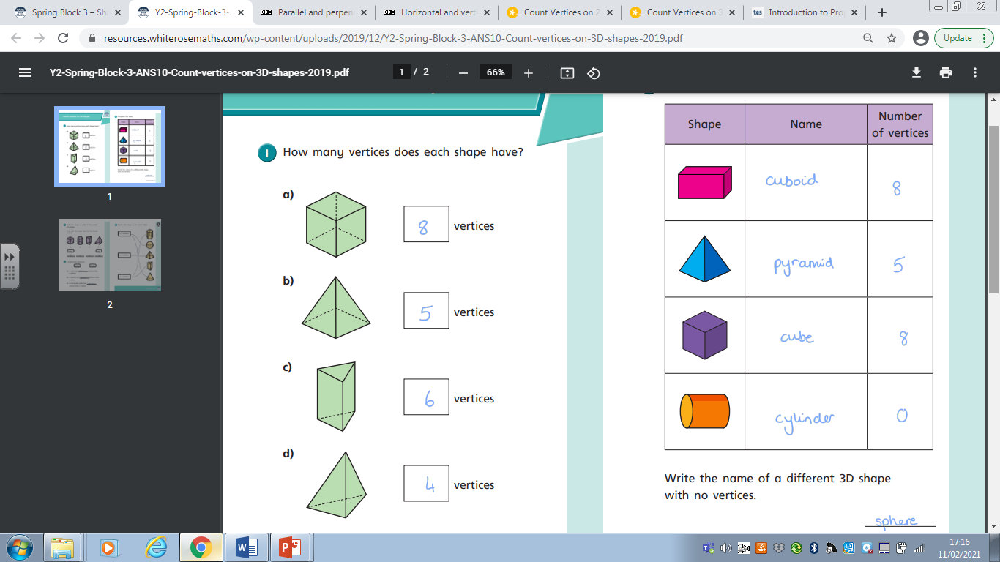 Spring Block 3 – Sh
Y2-Spring-Block-3-
Parallel and perpen
Horizontal and verti
Count Vertices on 2
Count Vertices on 3
tes
Introduction to Pro
resources.whiterosemaths.com/wp-content/uploads/2019/12/Y2-Spring-Block-3-ANS10-Count-vertices-on-3D-shapes-2019.pdf
Update
Y2-Spring-Block-3-ANS10-Count-vertices-on-3D-shapes-2019.pdf
1 / 2
66%
1
2
1 How many vertices does each shape have?
a)
8 vertices
b)
5 vertices
c)
6 vertices
d)
4 vertices
Shape Name Number of vertices
cuboid 8
pyramid 5
cube 8
cylinder 0
Write the name of a different 3D shape
with no vertices.
sphere
17:16
11/02/2021